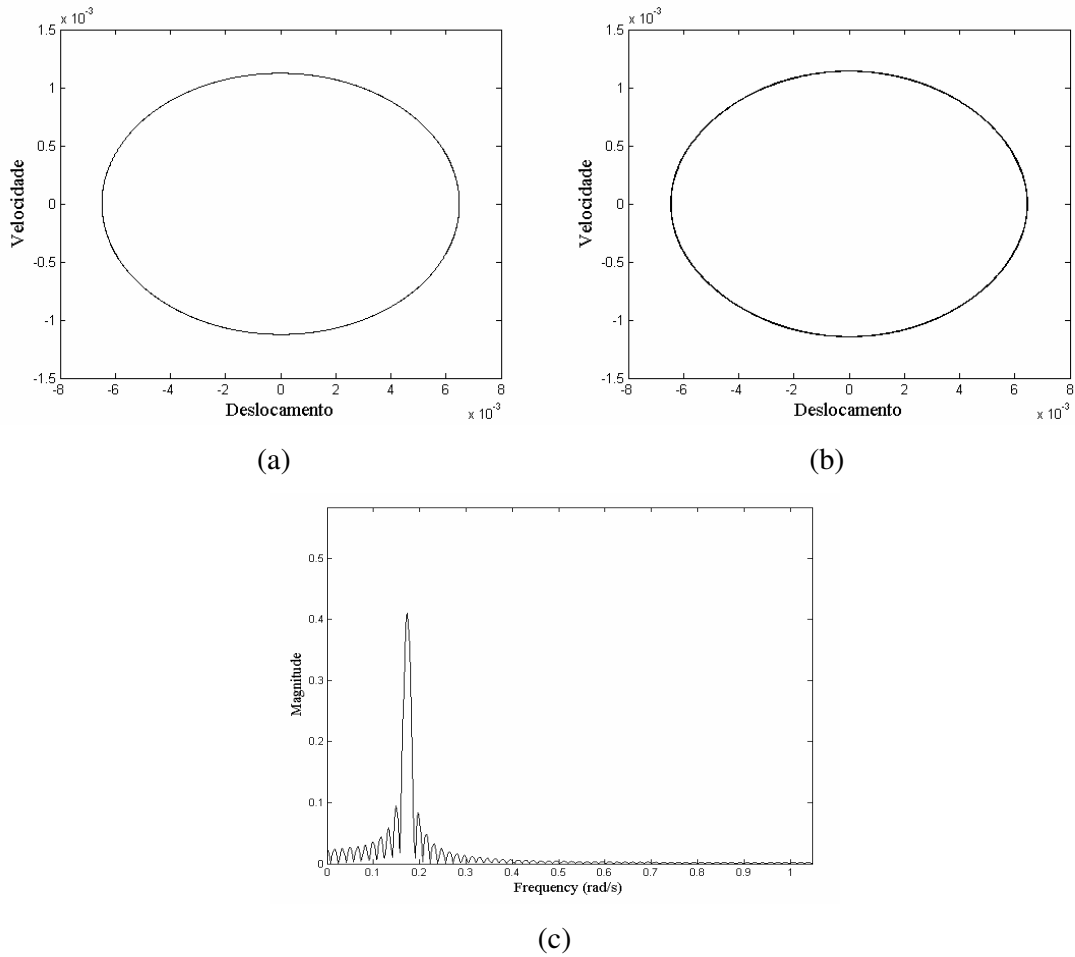 x 10^-3
1.5
1
0.5
0
-0.5
-1
-1.5
Velocidade
-8 -6 -4 -2 0 2 4 6 8
Deslocamento
x 10^-3
(a)
x 10^-3
1.5
1
0.5
0
-0.5
-1
-1.5
Velocidade
-8 -6 -4 -2 0 2 4 6 8
Deslocamento
x 10^-3
(b)
0.5
0.4
0.3
0.2
0.1
0
Magnitude
0 0.1 0.2 0.3 0.4 0.5 0.6 0.7 0.8 0.9 1
Frequency (rad/s)
(c)